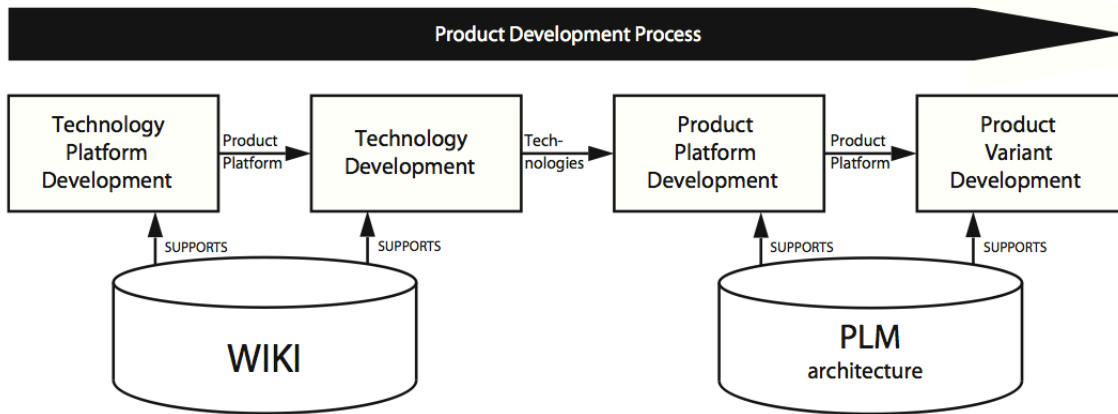 Product Development Process
Technology
Platform
Development
Product
Platform
Technology
Development
Tech-
nologies
Product
Platform
Development
Product
Platform
Product
Variant
Development
SUPPORTS
SUPPORTS
SUPPORTS
SUPPORTS
WIKI
PLM
architecture